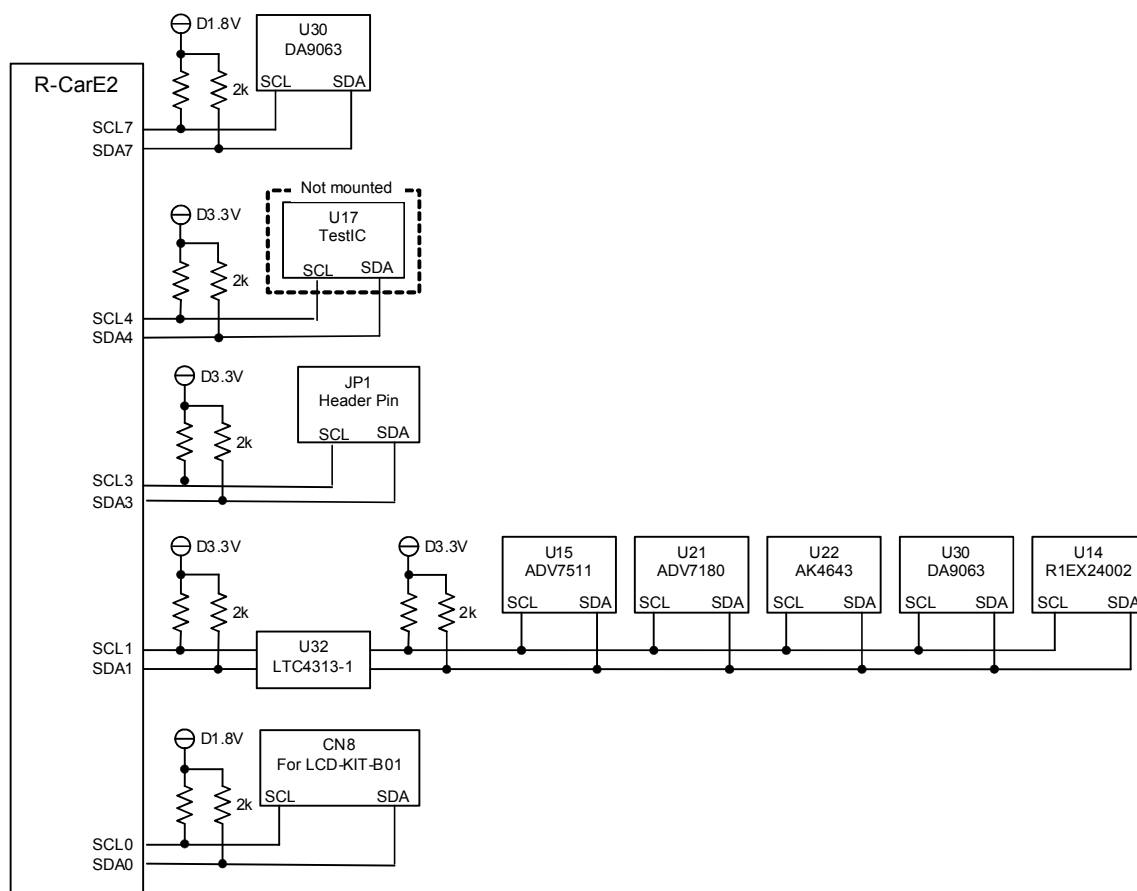 D1.8V
U30
DA9063
SCL SDA
2k
R-CarE2
SCL7
SDA7
Not mounted
D3.3V
U17
TestIC
SCL SDA
2k
SCL4
SDA4
D3.3V
JP1
Header Pin
SCL SDA
2k
SCL3
SDA3
D3.3V
2k
SCL1
SDA1
U32
LTC4313-1
D3.3V
2k
U15
ADV7511
SCL SDA
U21
ADV7180
SCL SDA
U22
AK4643
SCL SDA
U30
DA9063
SCL SDA
U14
R1EX24002
SCL SDA
D1.8V
CN8
For LCD-KIT-B01
SCL SDA
2k
SCL0
SDA0